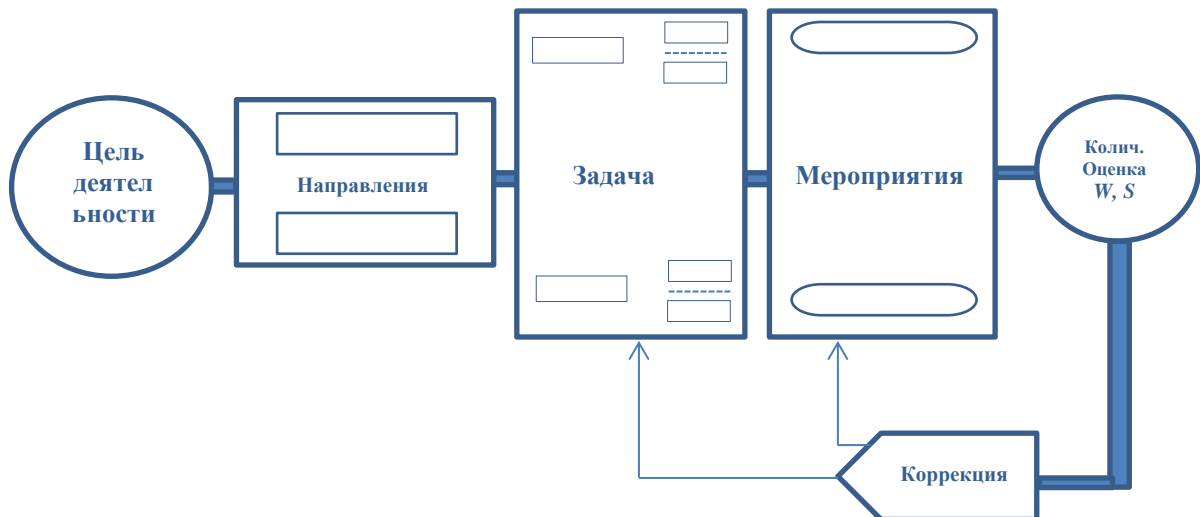 Цель
деятел
ьности
Направления
Задача
Мероприятия
Колич.
Оценка
W, S
Коррекция